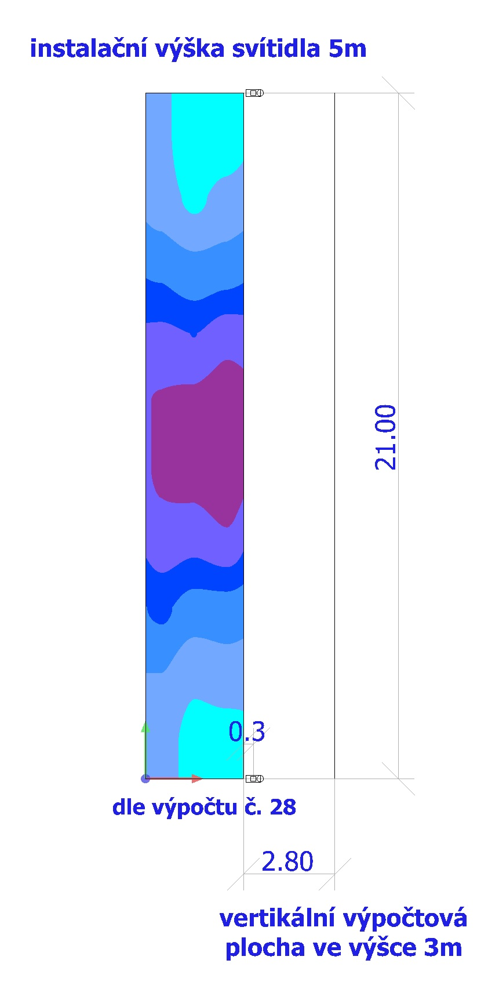 instalační výška svítidla 5m
21.00
0.3
dle výpočtu č. 28
2.80
vertikální výpočtová
plocha ve výšce 3m